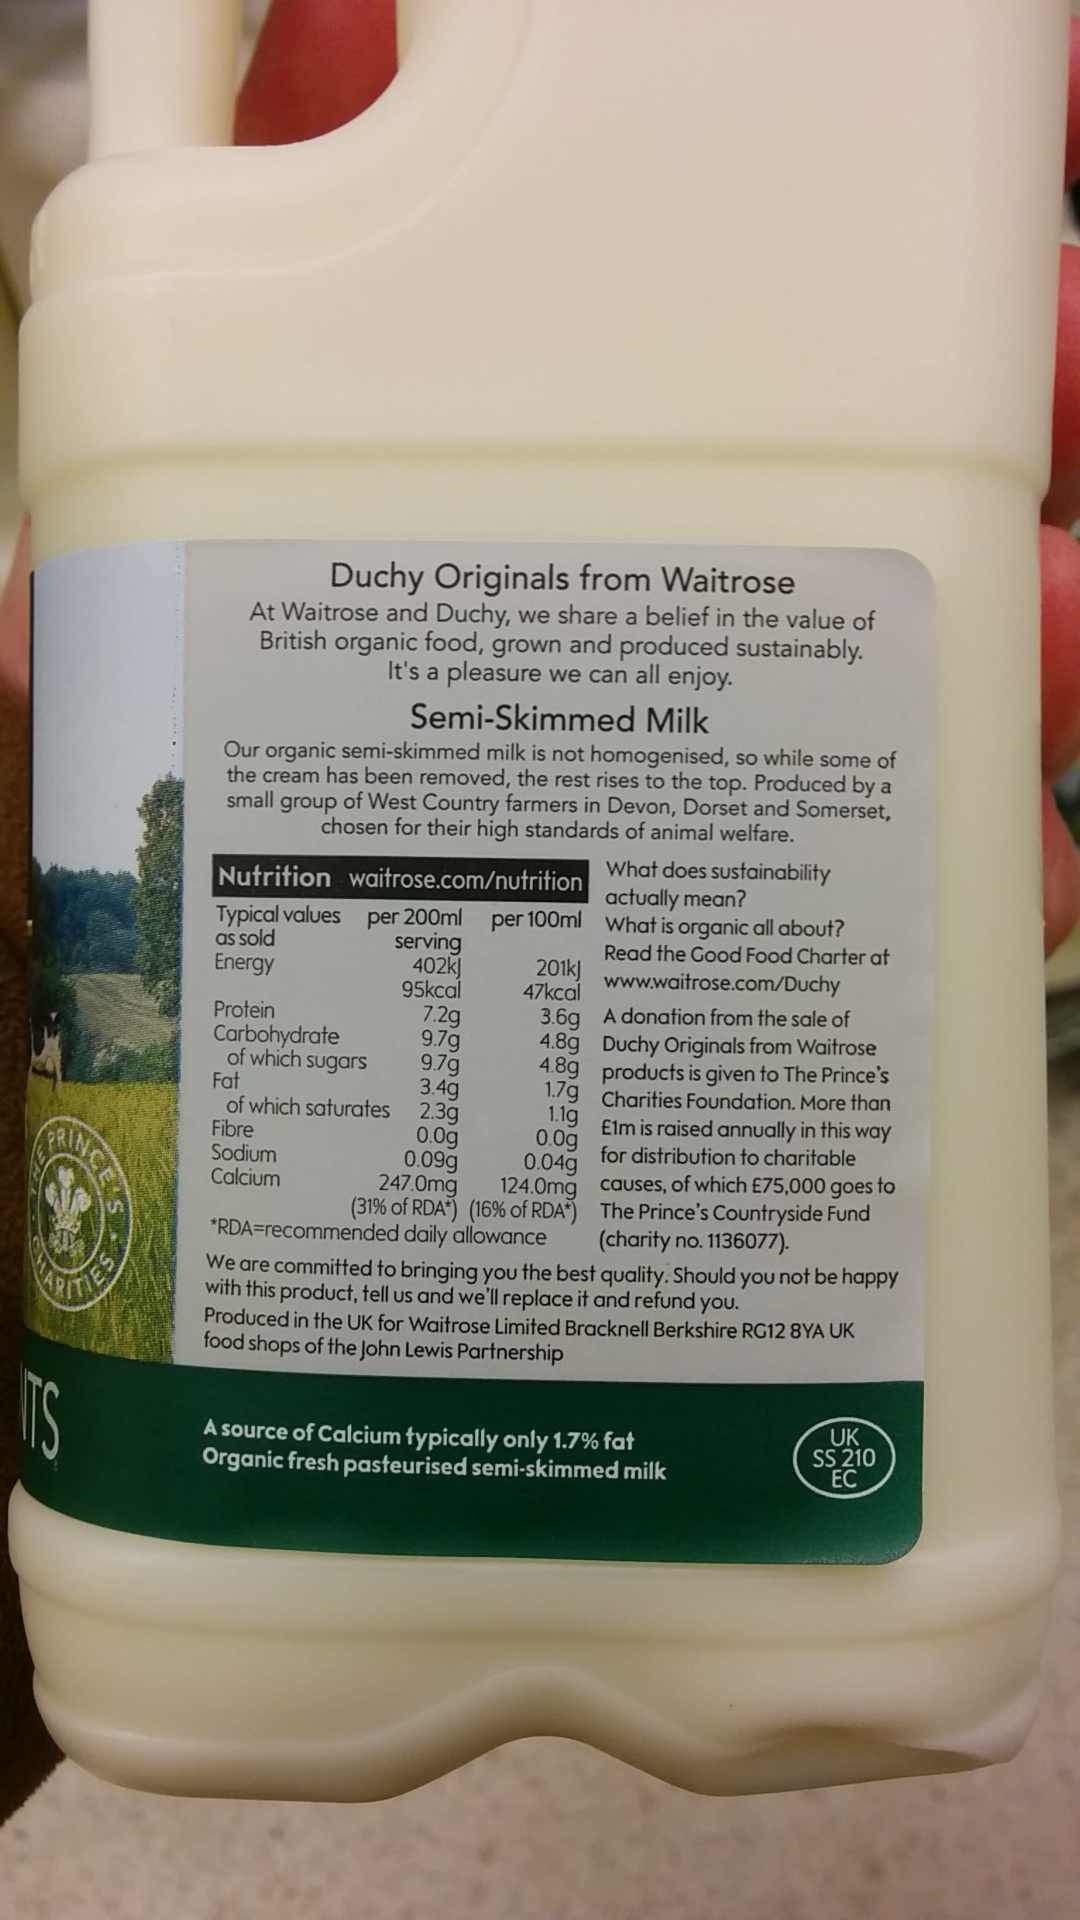 Duchy Originals from Waitrose
At Waitrose and Duchy, we share a belief in the value of
British organic food, grown and produced sustainably.
It's a pleasure we can all enjoy.
Semi-Skimmed Milk
Our organic semi-skimmed milk is not homogenised, so while some of
the cream has been removed, the rest rises to the top. Produced by a
small group of West Country farmers in Devon, Dorset and Somerset,
chosen for their high standards of animal welfare.
Nutrition waitrose.com/nutrition
Typical values per 200ml per 100ml
as sold serving
Energy 402kJ 201kJ
95kcal 47kcal
Protein 7.2g 3.6g
Carbohydrate 9.7g 4.8g
of which sugars 9.7g 4.8g
Fat 3.4g 1.7g
of which saturates 2.3g 1.1g
Fibre 0.0g 0.0g
Sodium 0.09g 0.04g
Calcium 247.0mg 124.0mg
(31% of RDA*) (16% of RDA*)
*RDA=recommended daily allowance
What does sustainability
actually mean?
What is organic all about?
Read the Good Food Charter at
www.waitrose.com/Duchy
A donation from the sale of
Duchy Originals from Waitrose
products is given to The Prince's
Charities Foundation. More than
£1m is raised annually in this way
for distribution to charitable
causes, of which £75,000 goes to
The Prince's Countryside Fund
(charity no. 1136077).
We are committed to bringing you the best quality. Should you not be happy
with this product, tell us and we'll replace it and refund you.
Produced in the UK for Waitrose Limited Bracknell Berkshire RG12 8YA UK
food shops of the John Lewis Partnership
THE PRINCE'S
CHARITIES
NTS
A source of Calcium typically only 1.7% fat
Organic fresh pasteurised semi-skimmed milk
UK
SS 210
EC